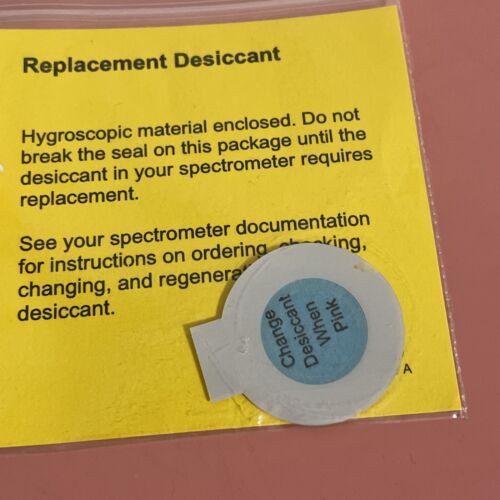 Replacement Desiccant
Hygroscopic material enclosed. Do not
break the seal on this package until the
desiccant in your spectrometer requires
replacement.
See your spectrometer documentation
for instructions on ordering, checking,
changing, and
desiccant.
Change
Desiccant
When
Pink
A